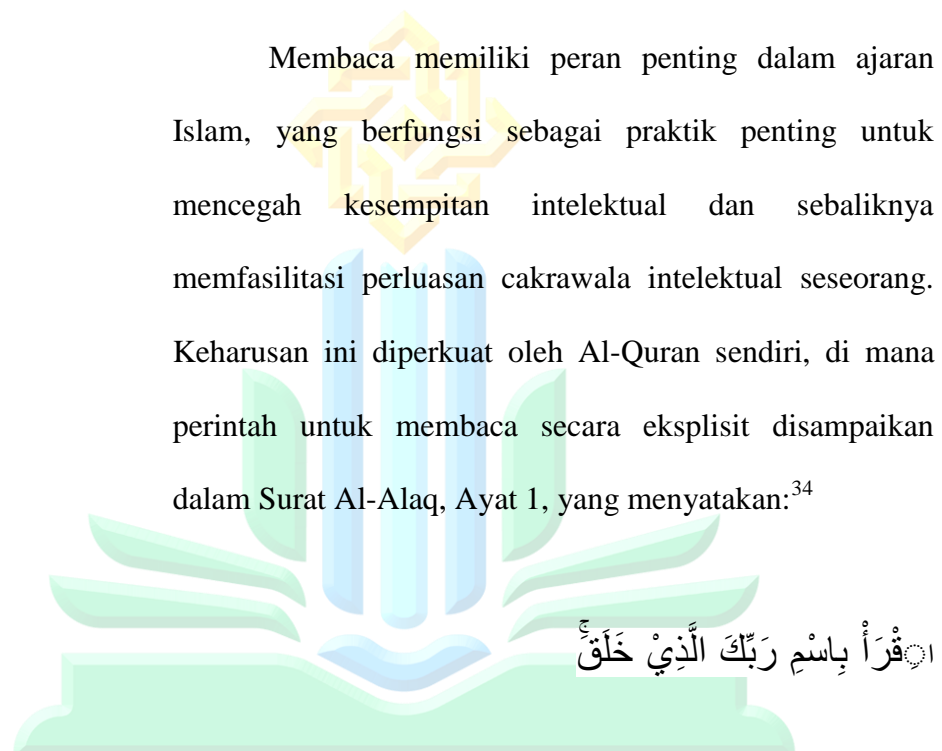 Membaca memiliki peran penting dalam ajaran
Islam, yang berfungsi sebagai praktik penting untuk
mencegah kesempitan intelektual dan sebaliknya
memfasilitasi perluasan cakrawala intelektual seseorang.
Keharusan ini diperkuat oleh Al-Quran sendiri, di mana
perintah untuk membaca secara eksplisit disampaikan
dalam Surat Al-Alaq, Ayat 1, yang menyatakan:³⁴
اِقْرَأْ بِاسْمِ رَبِّكَ الَّذِيْ خَلَقَۚ